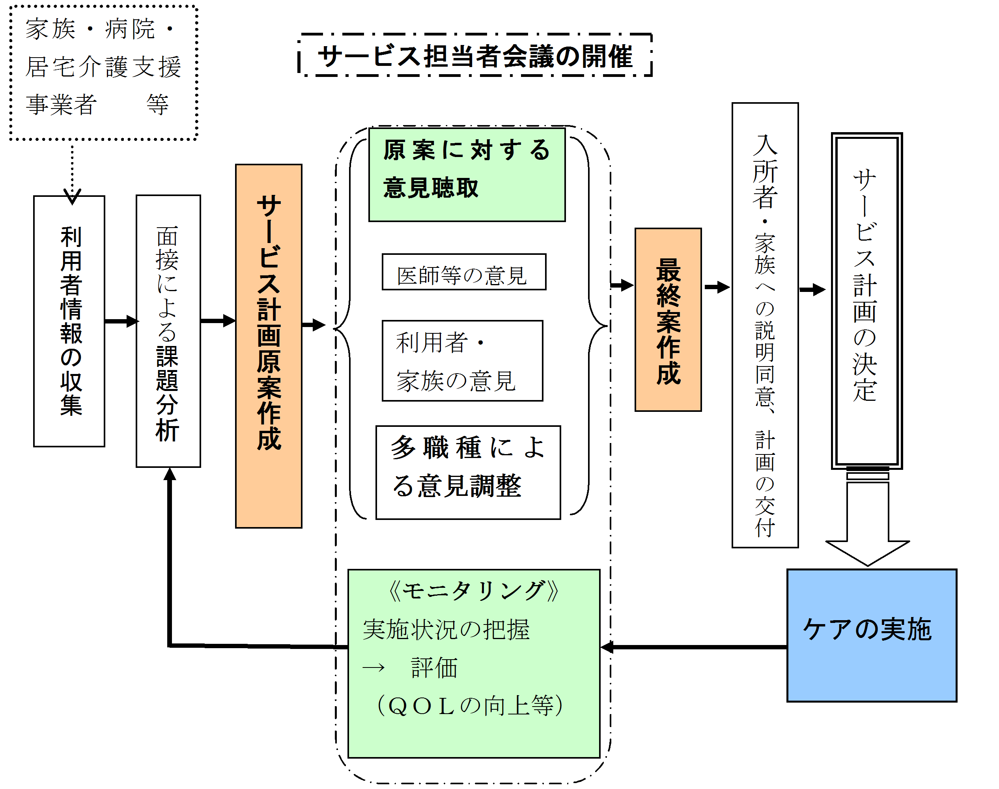 家族・病院・
居宅介護支援
事業者　　等
サービス担当者会議の開催
利用者情報の収集
面接による課題分析
サービス計画原案作成
原案に対する
意見聴取
医師等の意見
利用者・
家族の意見
多職種によ
る意見調整
最終案作成
入所者・家族への説明同意、計画の交付
サービス計画の決定
ケアの実施
《モニタリング》
実施状況の把握
→　評価
（ＱＯＬの向上等）